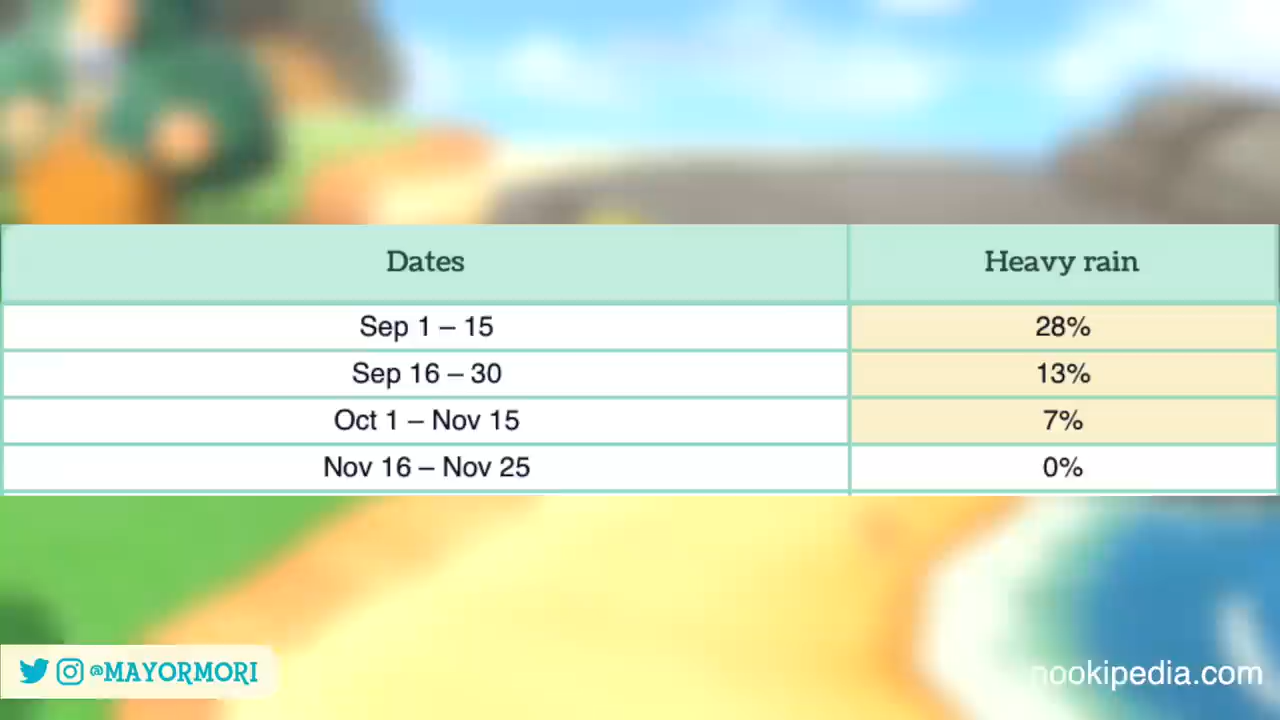 Dates Heavy rain
Sep 1 – 15 28%
Sep 16 – 30 13%
Oct 1 – Nov 15 7%
Nov 16 – Nov 25 0%
@MAYORMORI
nookipedia.com